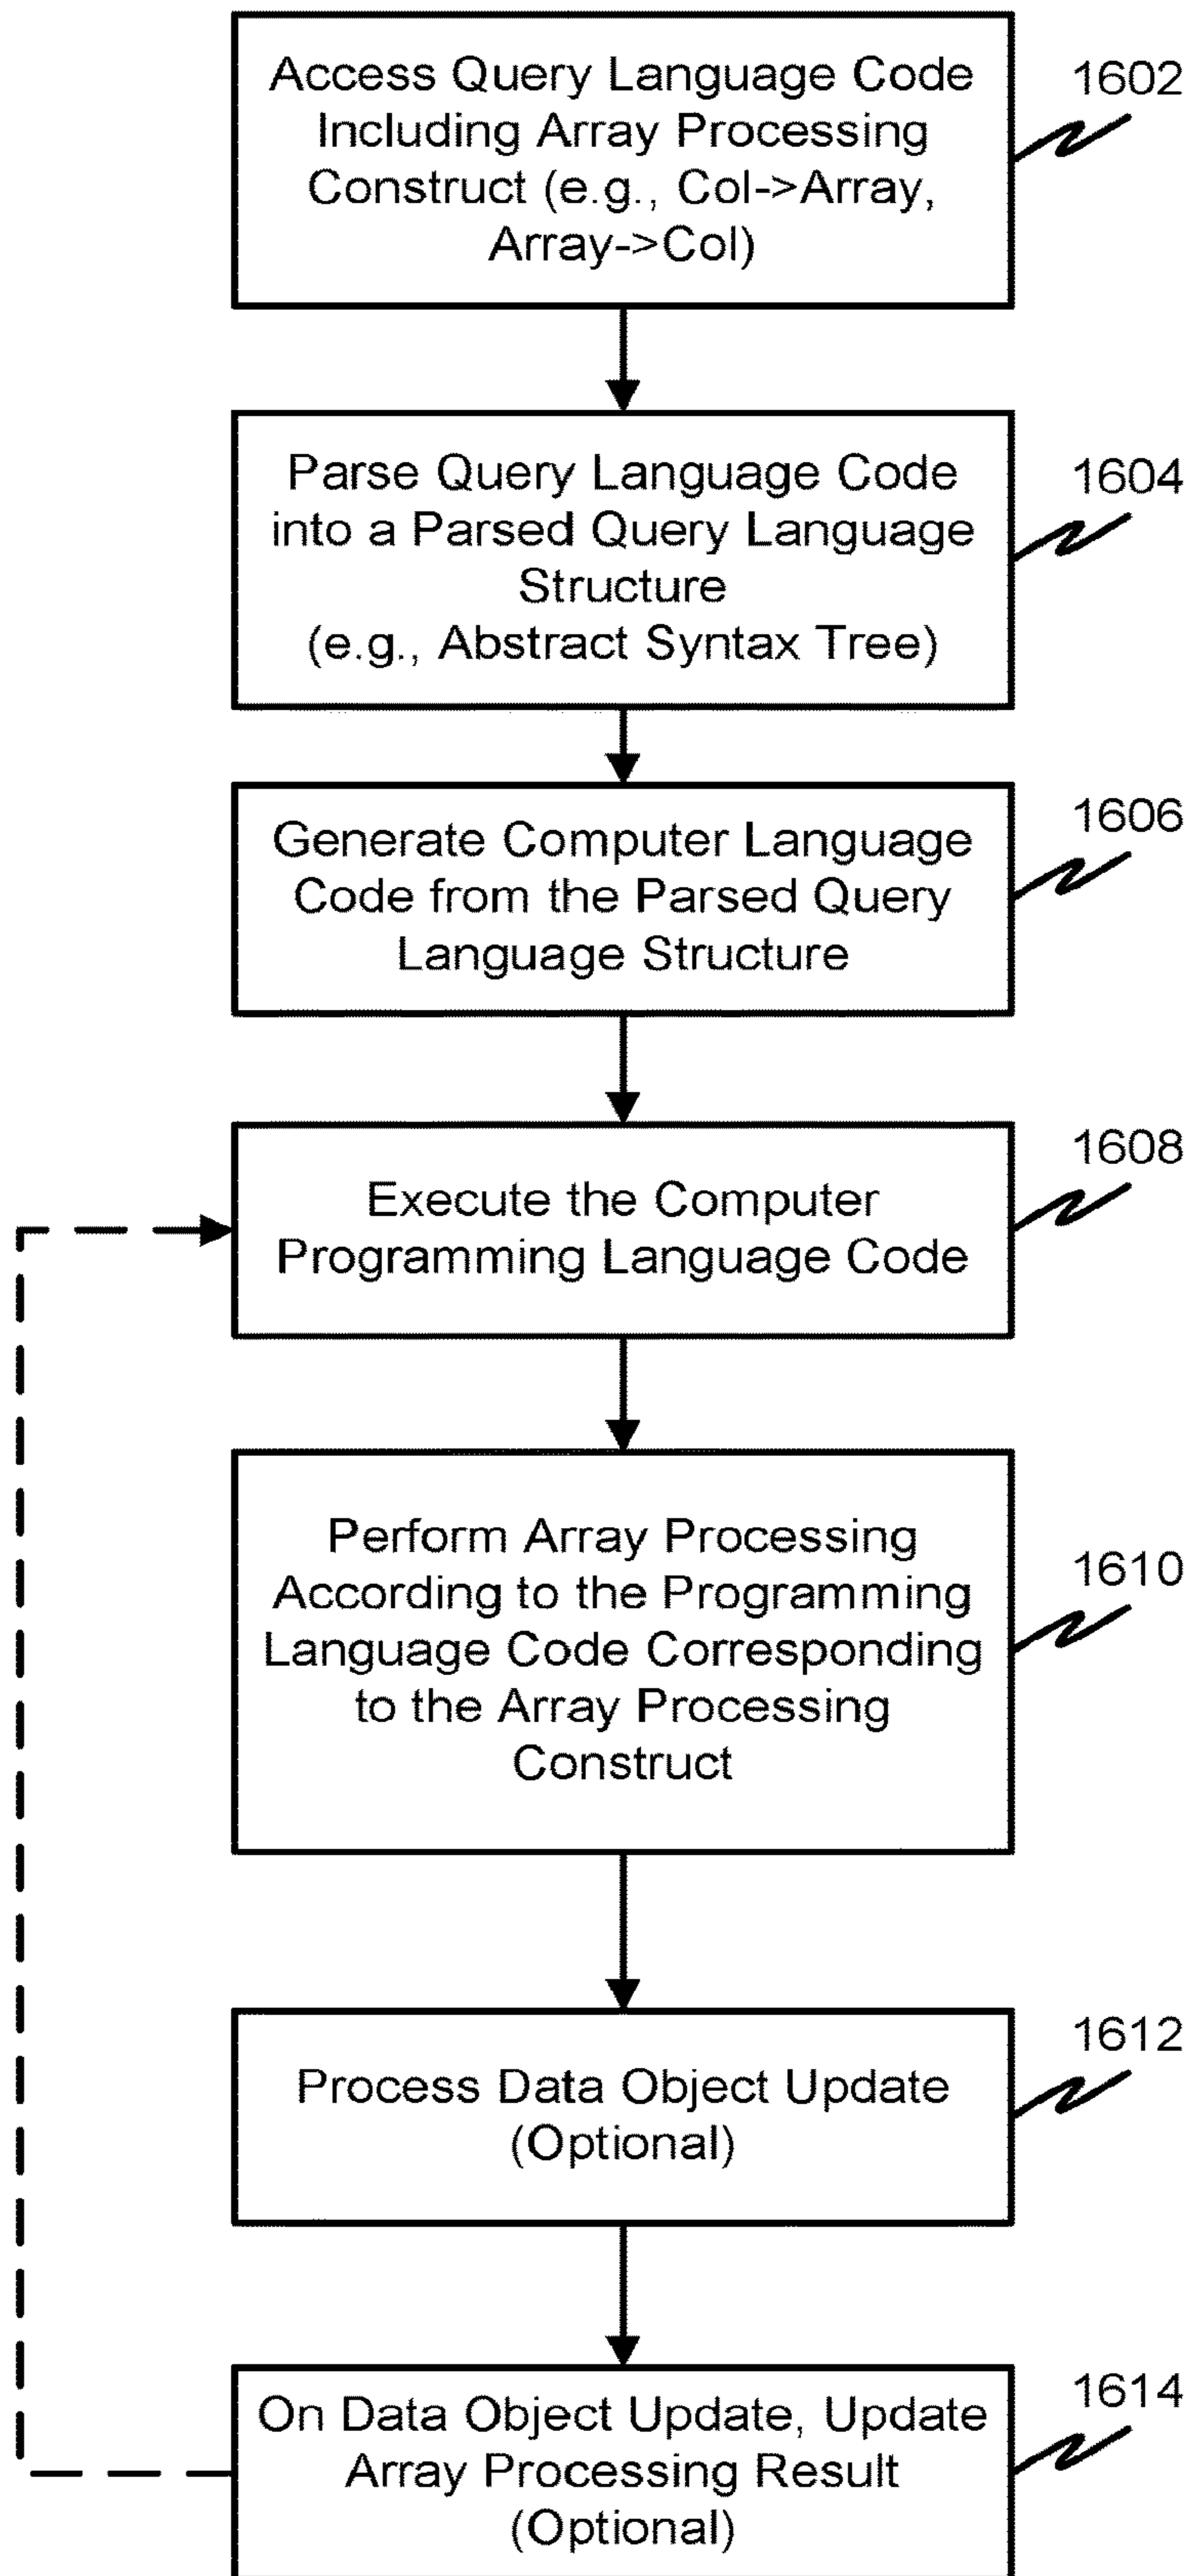 Access Query Language Code
Including Array Processing
Construct (e.g., Col->Array,
Array->Col)
1602
Parse Query Language Code
into a Parsed Query Language
Structure
(e.g., Abstract Syntax Tree)
1604
Generate Computer Language
Code from the Parsed Query
Language Structure
1606
Execute the Computer
Programming Language Code
1608
Perform Array Processing
According to the Programming
Language Code Corresponding
to the Array Processing
Construct
1610
Process Data Object Update
(Optional)
1612
On Data Object Update, Update
Array Processing Result
(Optional)
1614